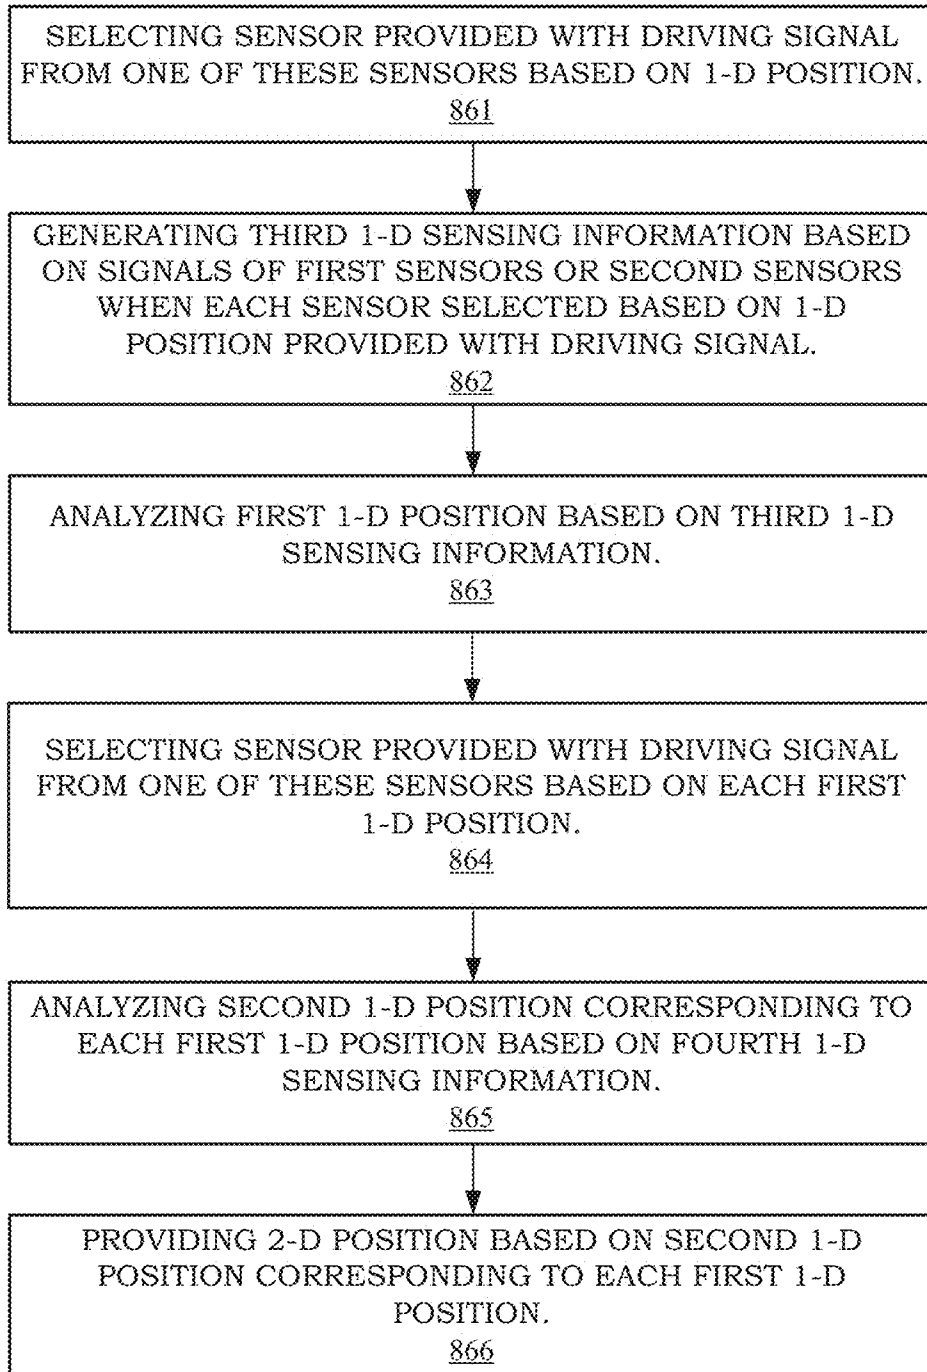 SELECTING SENSOR PROVIDED WITH DRIVING SIGNAL
FROM ONE OF THESE SENSORS BASED ON 1-D POSITION.
861
GENERATING THIRD 1-D SENSING INFORMATION BASED
ON SIGNALS OF FIRST SENSORS OR SECOND SENSORS
WHEN EACH SENSOR SELECTED BASED ON 1-D
POSITION PROVIDED WITH DRIVING SIGNAL.
862
ANALYZING FIRST 1-D POSITION BASED ON THIRD 1-D
SENSING INFORMATION.
863
SELECTING SENSOR PROVIDED WITH DRIVING SIGNAL
FROM ONE OF THESE SENSORS BASED ON EACH FIRST
1-D POSITION.
864
ANALYZING SECOND 1-D POSITION CORRESPONDING TO
EACH FIRST 1-D POSITION BASED ON FOURTH 1-D
SENSING INFORMATION.
865
PROVIDING 2-D POSITION BASED ON SECOND 1-D
POSITION CORRESPONDING TO EACH FIRST 1-D
POSITION.
866